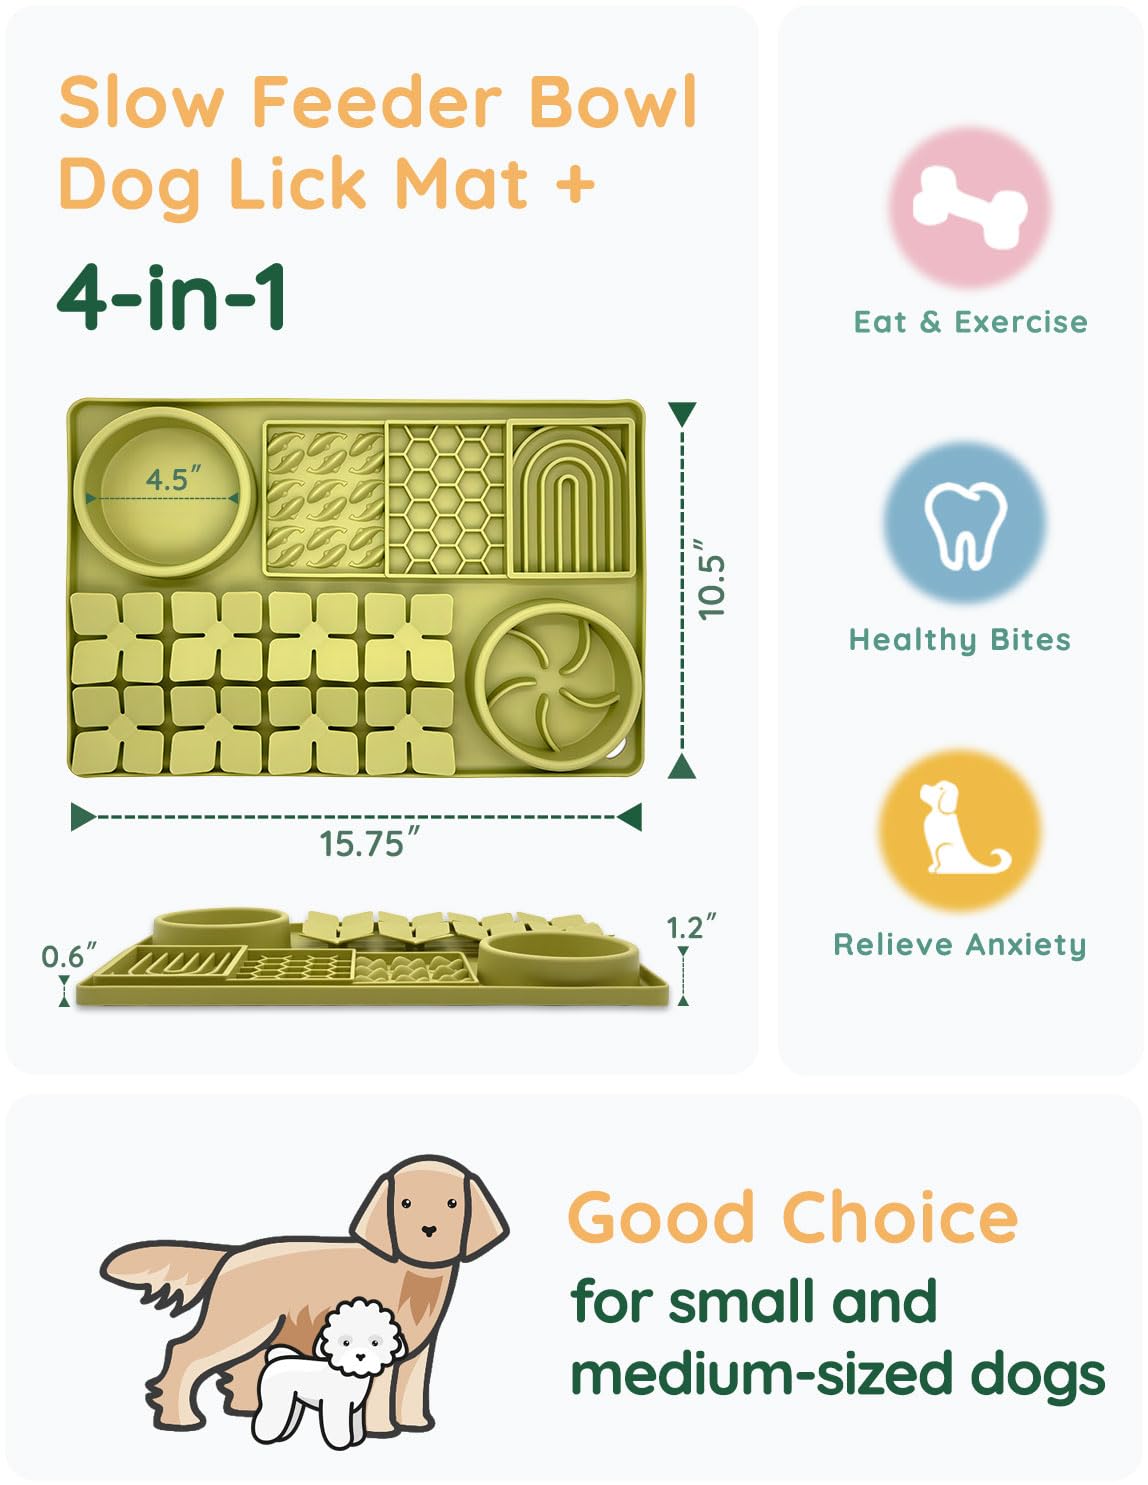 Slow Feeder Bowl
Dog Lick Mat +
4-in-1
4.5"
10.5"
15.75"
0.6"
1.2"
Eat & Exercise
Healthy Bites
Relieve Anxiety
Good Choice
for small and
medium-sized dogs